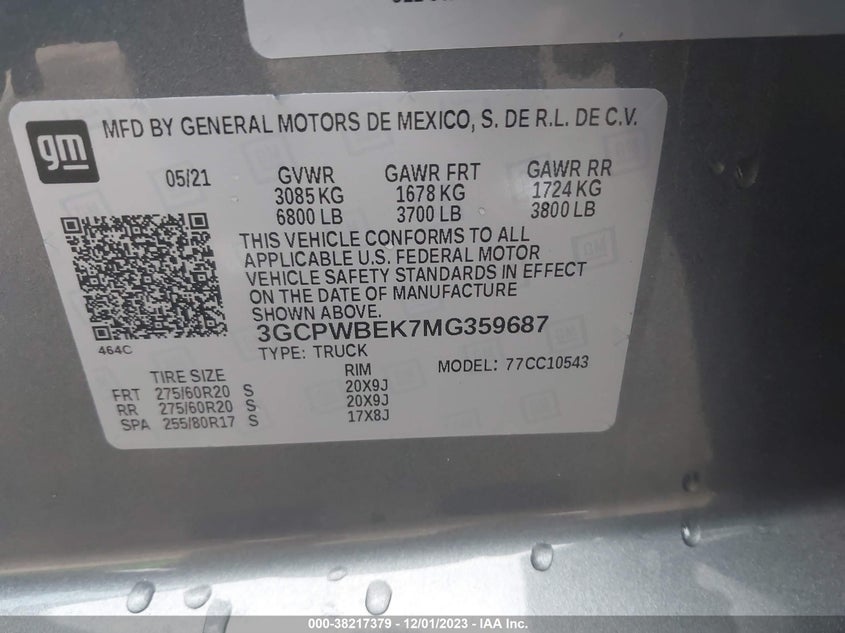 gm
MFD BY GENERAL MOTORS DE MEXICO, S. DE R.L. DE C.V.
05/21 GVWR GAWR FRT GAWR RR
3085 KG 1678 KG 1724 KG
6800 LB 3700 LB 3800 LB
THIS VEHICLE CONFORMS TO ALL
APPLICABLE U.S. FEDERAL MOTOR
VEHICLE SAFETY STANDARDS IN EFFECT
ON THE DATE OF MANUFACTURE
SHOWN ABOVE.
3GCPWBEK7MG359687
464C
TYPE: TRUCK MODEL: 77CC10543
TIRE SIZE RIM
FRT 275/60R20 S 20X9J
RR 275/60R20 S 20X9J
SPA 255/80R17 S 17X8J
000-38217379 - 12/01/2023 - IAA Inc.